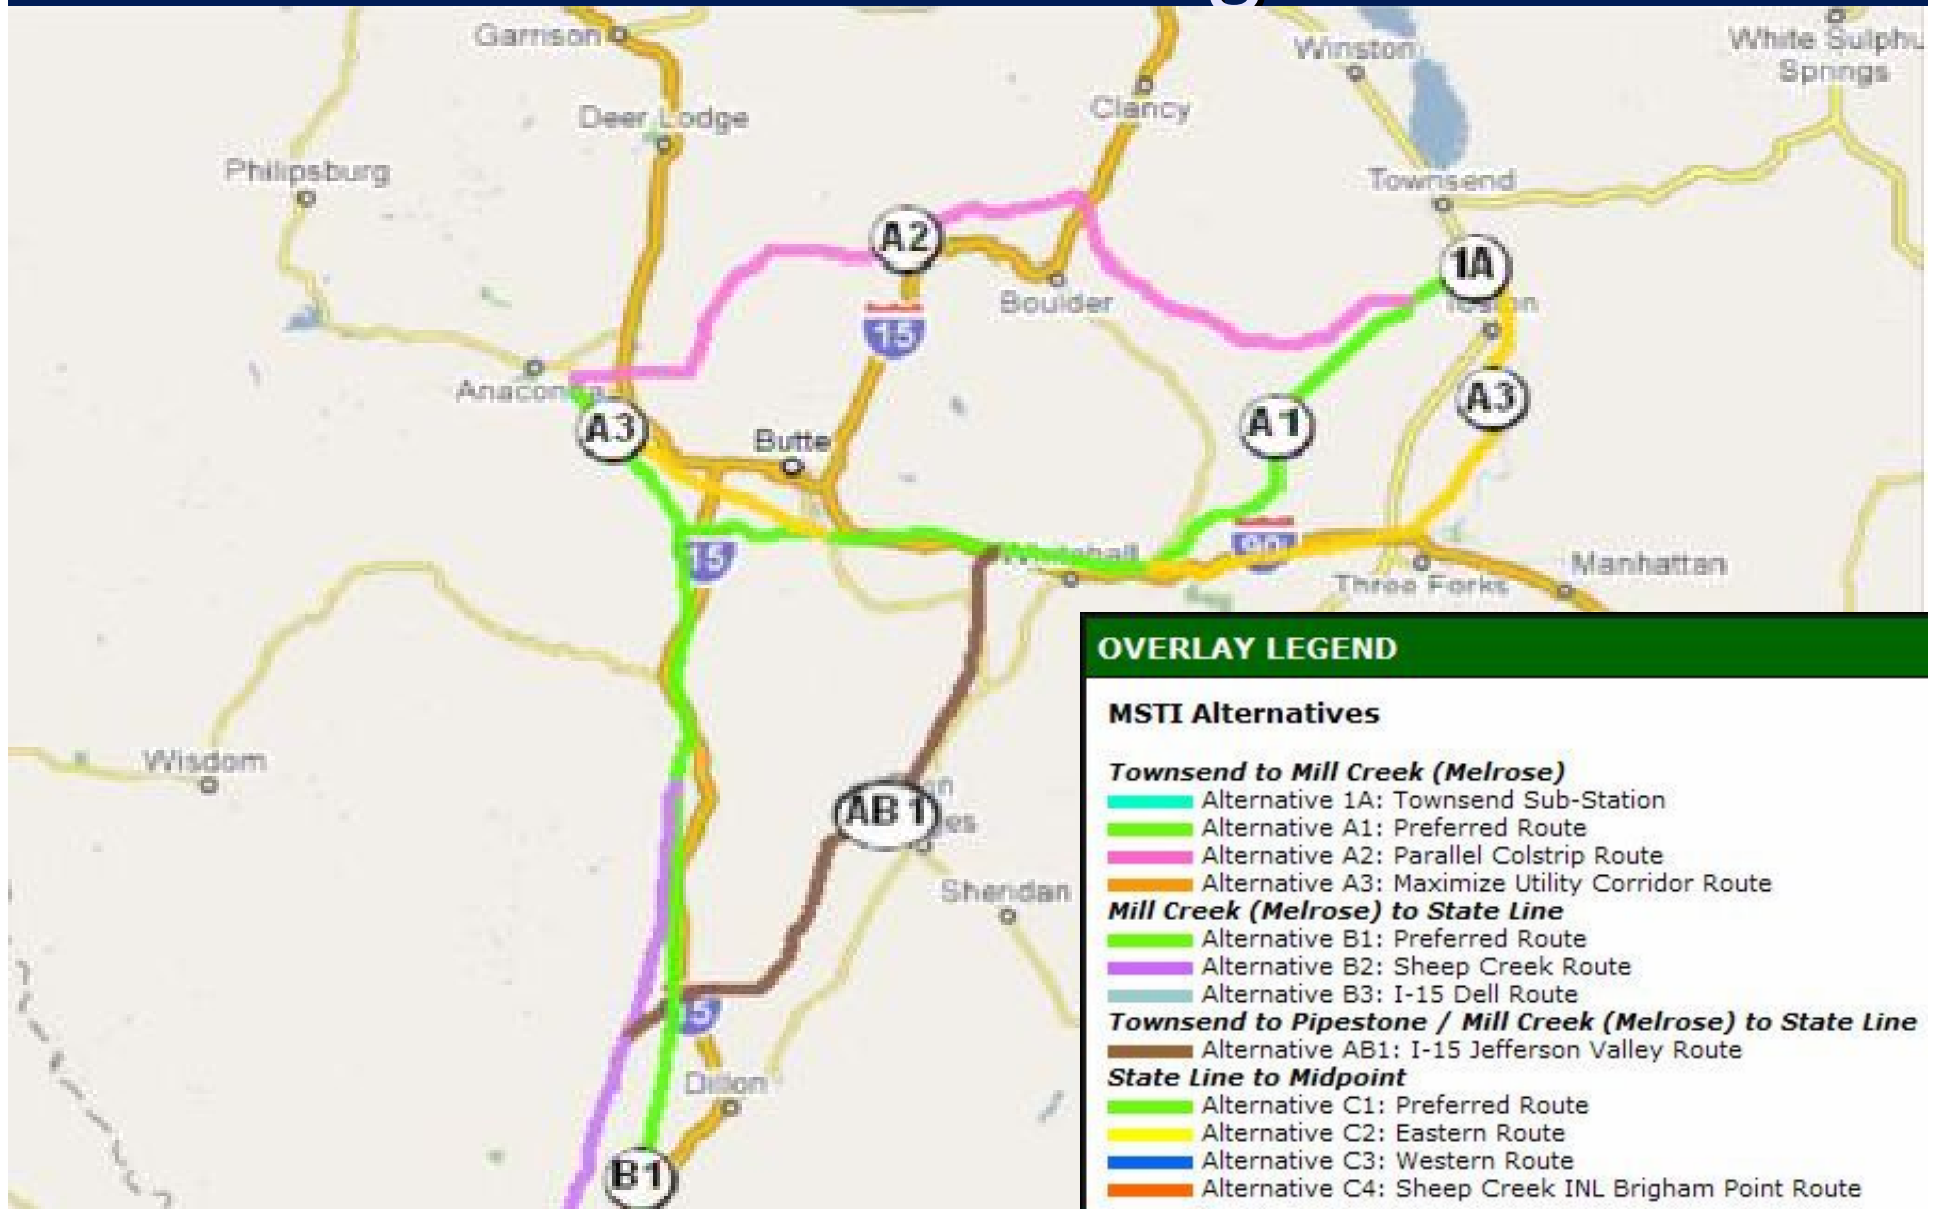 Garrison
Winston
White Sulphu
Springs
Clancy
Deer Lodge
Philipsburg
Townsend
A2
1A
Boulder
15
Anaconda
A3
A3
A1
Butte
15
Whitehall
90
Three Forks
Manhattan
Wisdom
AB1
es
Sheridan
15
Dillon
B1
OVERLAY LEGEND
MSTI Alternatives
Townsend to Mill Creek (Melrose)
Alternative 1A: Townsend Sub-Station
Alternative A1: Preferred Route
Alternative A2: Parallel Colstrip Route
Alternative A3: Maximize Utility Corridor Route
Mill Creek (Melrose) to State Line
Alternative B1: Preferred Route
Alternative B2: Sheep Creek Route
Alternative B3: I-15 Dell Route
Townsend to Pipestone / Mill Creek (Melrose) to State Line
Alternative AB1: I-15 Jefferson Valley Route
State Line to Midpoint
Alternative C1: Preferred Route
Alternative C2: Eastern Route
Alternative C3: Western Route
Alternative C4: Sheep Creek INL Brigham Point Route